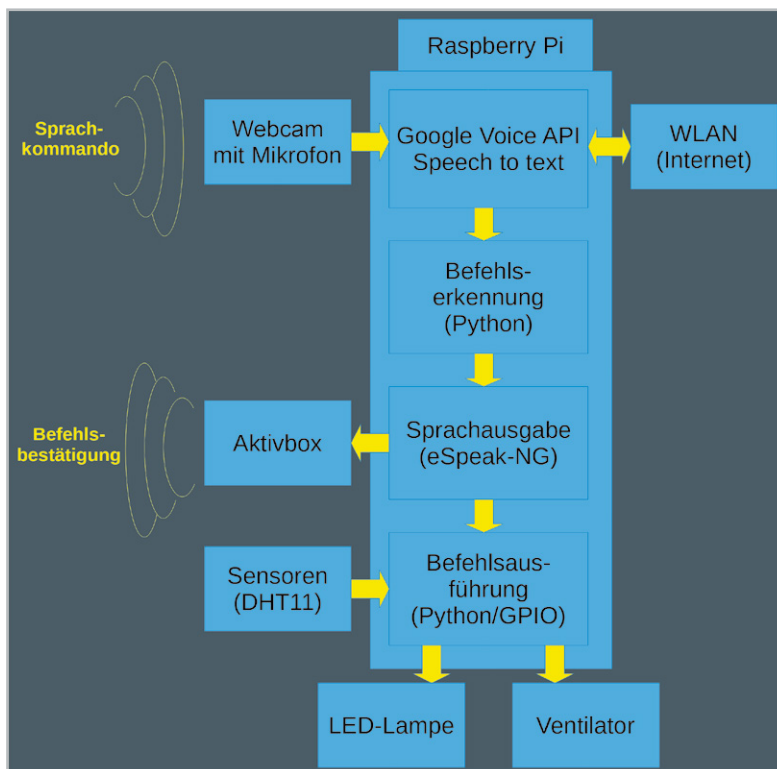 Raspberry Pi
Sprach-
kommando
Webcam
mit Mikrofon
Google Voice API
Speech to text
WLAN
(Internet)
Befehls-
erkennung
(Python)
Befehls-
bestätigung
Aktivbox
Sprachausgabe
(eSpeak-NG)
Sensoren
(DHT11)
Befehlsaus-
führung
(Python/GPIO)
LED-Lampe
Ventilator